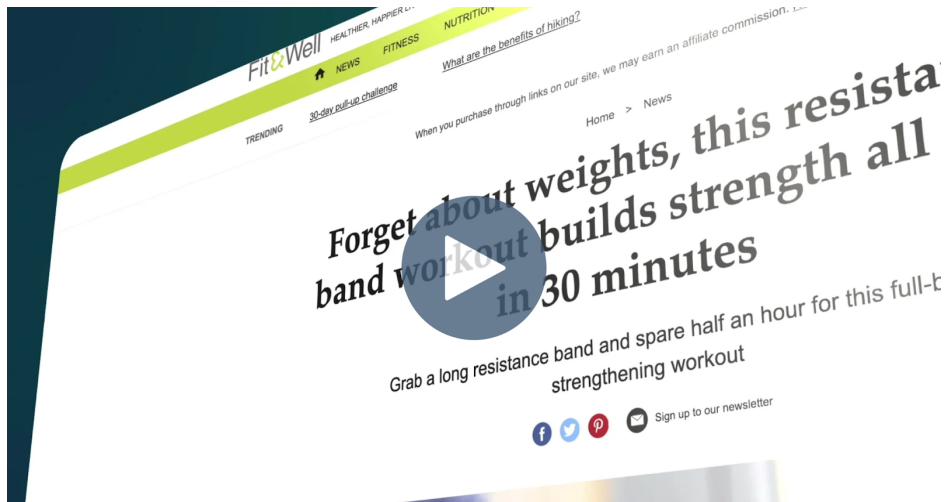 Fit&Well
HEALTHIER, HAPPIER
NEWS FITNESS NUTRITION
TRENDING 30-day pull-up challenge What are the benefits of hiking?
When you purchase through links on our site, we may earn an affiliate commission.
Home > News
Forget about weights, this
band workout builds strength all
in 30 minutes
Grab a long resistance band and spare half an hour for this
strengthening workout
Sign up to our newsletter